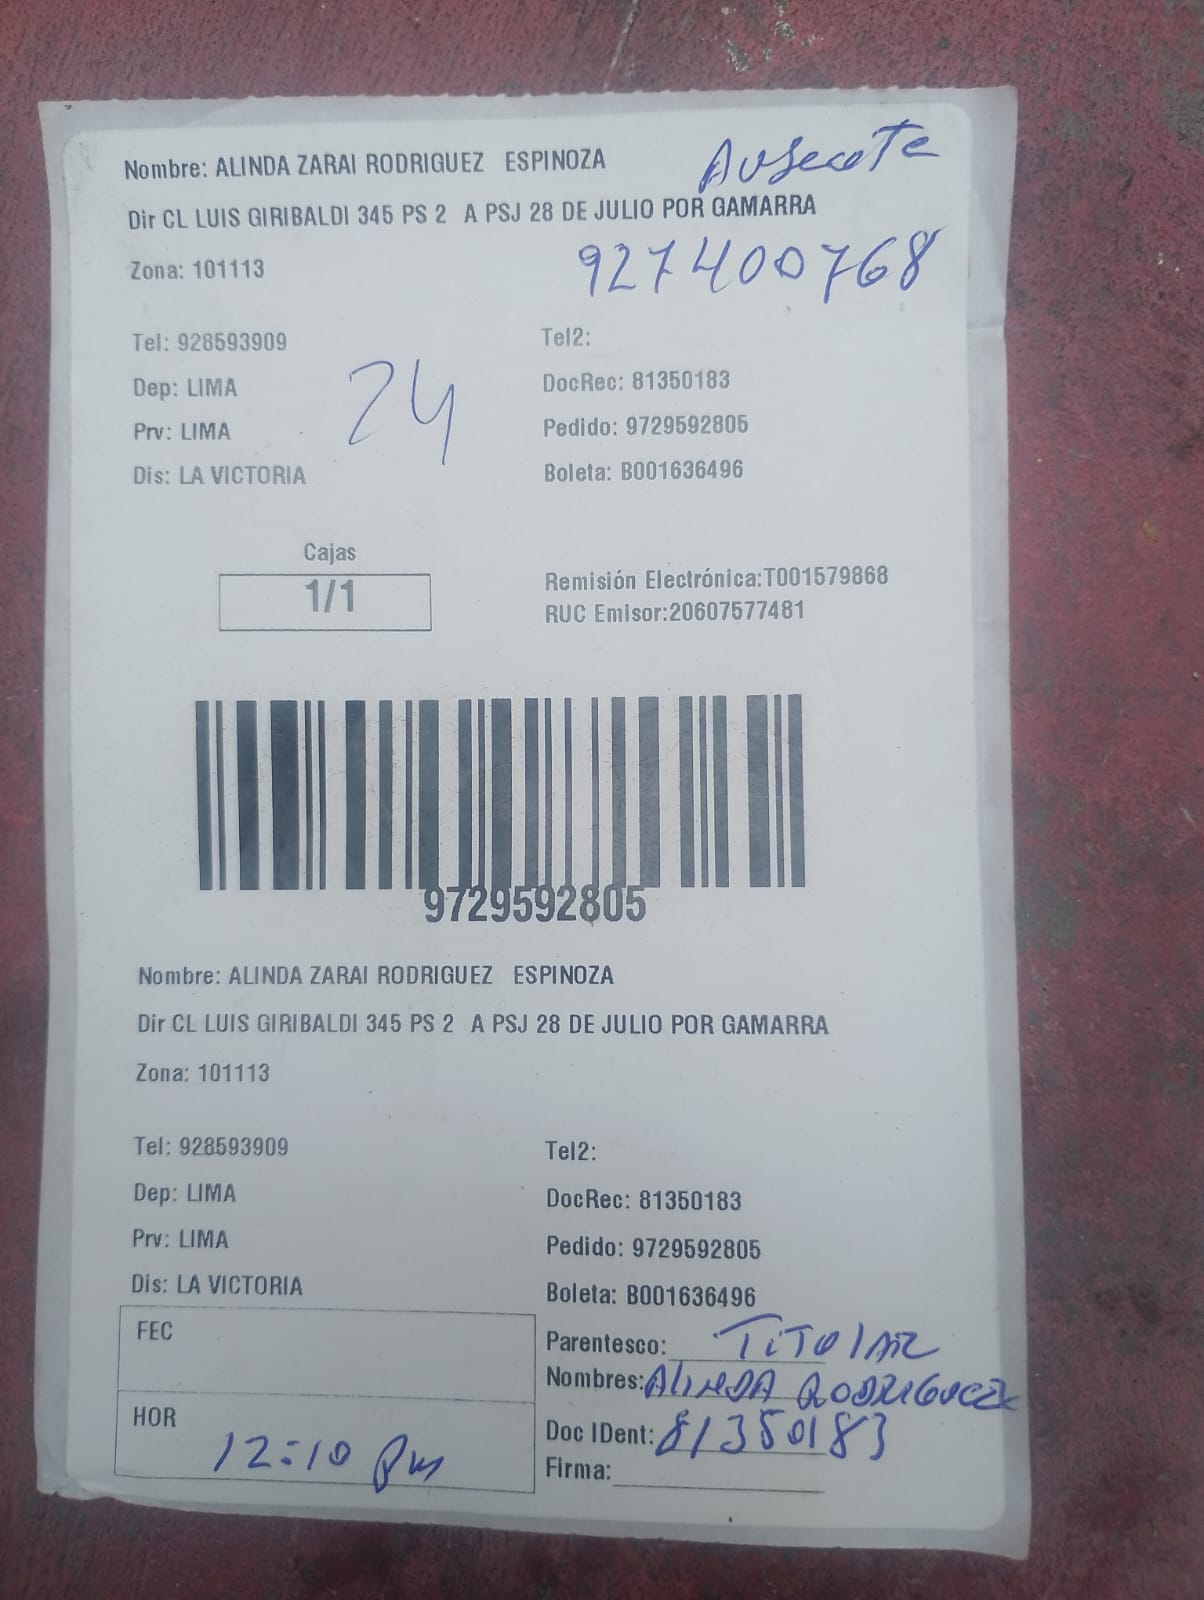 Nombre: ALINDA ZARAI RODRIGUEZ ESPINOZA
Ausente
Dir CL LUIS GIRIBALDI 345 PS 2 A PSJ 28 DE JULIO POR GAMARRA
Zona: 101113
927400768
Tel: 928593909
Tel2:
Dep: LIMA
24
DocRec: 81350183
Prv: LIMA
Pedido: 9729592805
Dis: LA VICTORIA
Boleta: B001636496
Cajas
1/1
Remisión Electrónica:T001579868
RUC Emisor:20607577481
9729592805
Nombre: ALINDA ZARAI RODRIGUEZ ESPINOZA
Dir CL LUIS GIRIBALDI 345 PS 2 A PSJ 28 DE JULIO POR GAMARRA
Zona: 101113
Tel: 928593909
Tel2:
Dep: LIMA
DocRec: 81350183
Prv: LIMA
Pedido: 9729592805
Dis: LA VICTORIA
Boleta: B001636496
FEC
Parentesco: TiTOlAR
Nombres: AlINDA RODRIGUEZ
HOR
12:10 Pm
Doc IDent: 81350183
Firma: